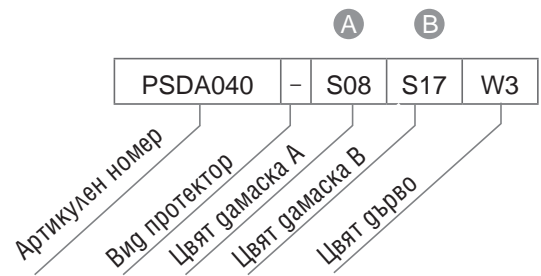 A B
PSDA040 – S08 S17 W3
Артикулен номер
Вид протектор
Цвят дамаска A
Цвят дамаска B
Цвят дърво